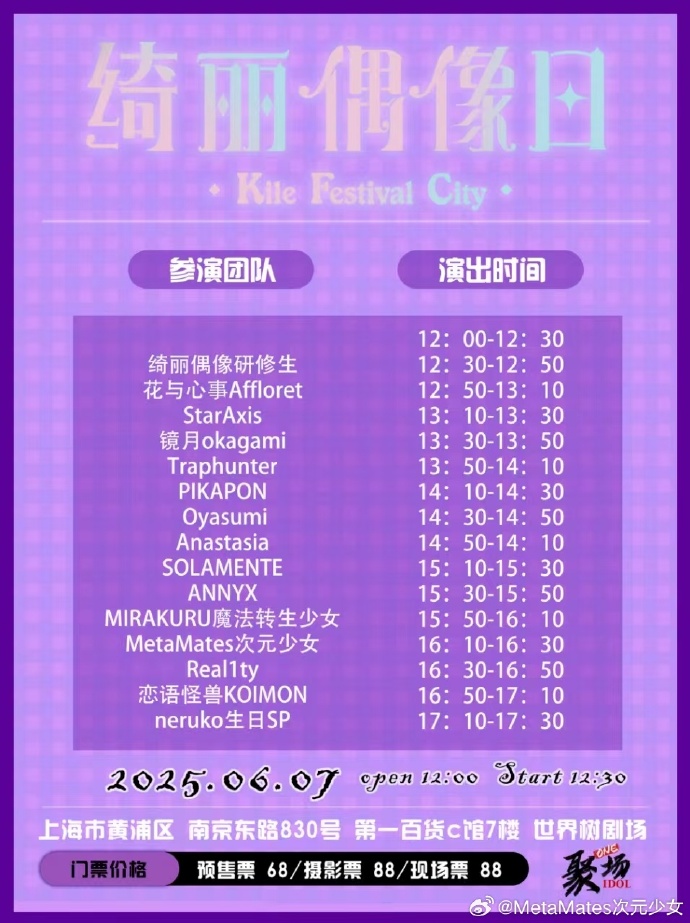 绮丽偶像日
Kile Festival City
参演团队 演出时间
12：00-12：30
绮丽偶像研修生 12：30-12：50
花与心事Affloret 12：50-13：10
StarAxis 13：10-13：30
镜月okagami 13：30-13：50
Traphunter 13：50-14：10
PIKAPON 14：10-14：30
Oyasumi 14：30-14：50
Anastasia 14：50-14：10
SOLAMENTE 15：10-15：30
ANNYX 15：30-15：50
MIRAKURU魔法转生少女 15：50-16：10
MetaMates次元少女 16：10-16：30
Real1ty 16：30-16：50
恋语怪兽KOIMON 16：50-17：10
neruko生日SP 17：10-17：30
2025.06.07 open 12:00 Start 12:30
上海市黄浦区 南京东路830号 第一百货c馆7楼 世界树剧场
门票价格 预售票 68/摄影票 88/现场票 88
聚场 ONE IDOL
@MetaMates次元少女